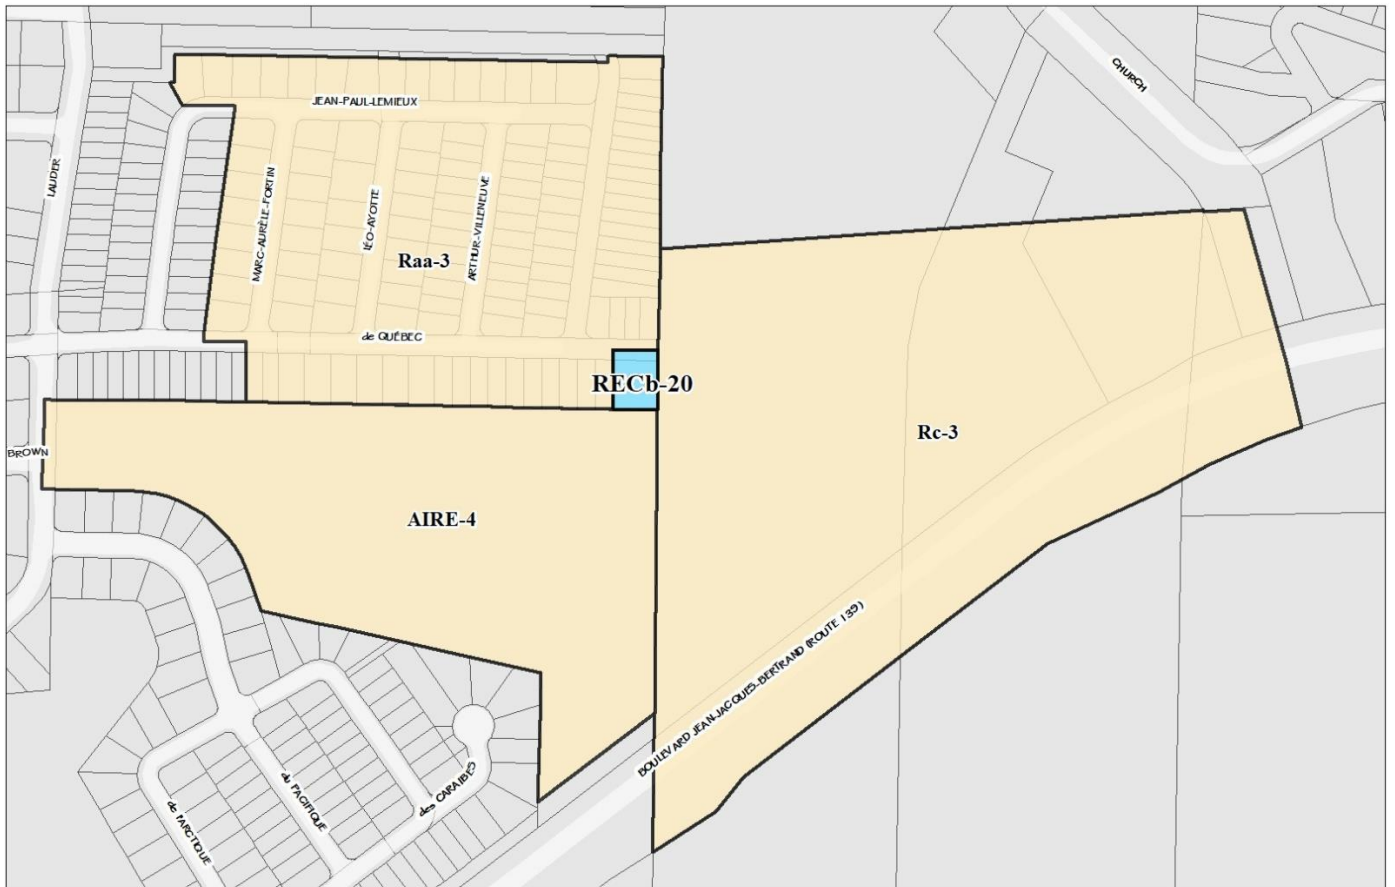 CHURCH
JEAN-PAUL-LEMIEUX
LAUDER
MARC-AURÈLE-FORTIN
LÉO-AYOTTE
ARTHUR-VILLENEUVE
Raa-3
de QUÉBEC
RECb-20
Rc-3
BROWN
AIRE-4
BOULEVARD JEAN-JACQUES-BERTRAND (ROUTE 139)
des CARAIBES
du PACIFIQUE
de l'ARCTIQUE